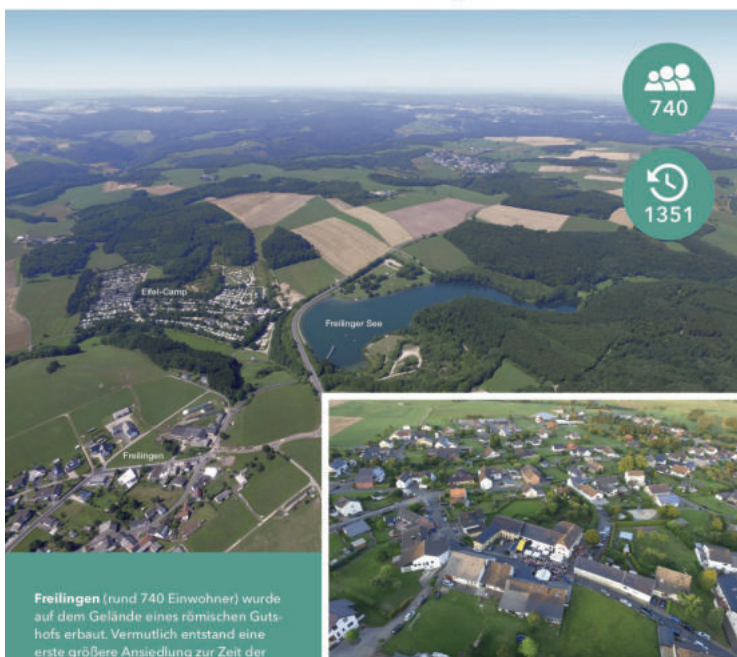 740
1351
Eifel-Camp
Freilinger See
Freilingen
Freilingen (rund 740 Einwohner) wurde
auf dem Gelände eines römischen Guts-
hofs erbaut. Vermutlich entstand eine
erste größere Ansiedlung zur Zeit der